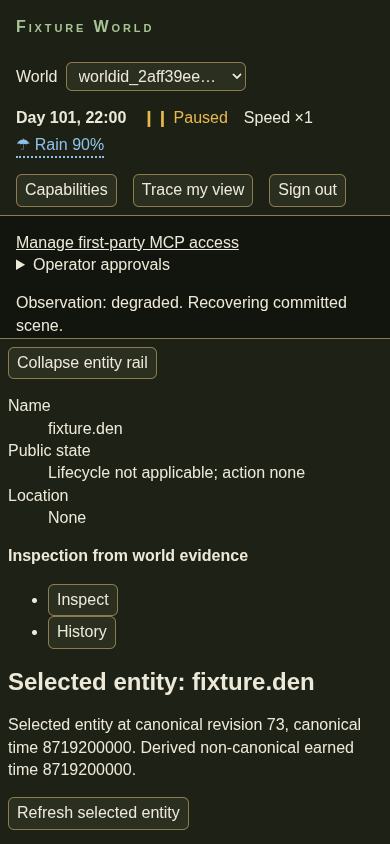 Fixture World
World worldid_2aff39ee…
Day 101, 22:00 ❙❙ Paused Speed ×1
☂ Rain 90%
Capabilities Trace my view Sign out
Manage first-party MCP access
▶ Operator approvals
Observation: degraded. Recovering committed
scene.
Collapse entity rail
Name
fixture.den
Public state
Lifecycle not applicable; action none
Location
None
Inspection from world evidence
• Inspect
• History
Selected entity: fixture.den
Selected entity at canonical revision 73, canonical
time 8719200000. Derived non-canonical earned
time 8719200000.
Refresh selected entity